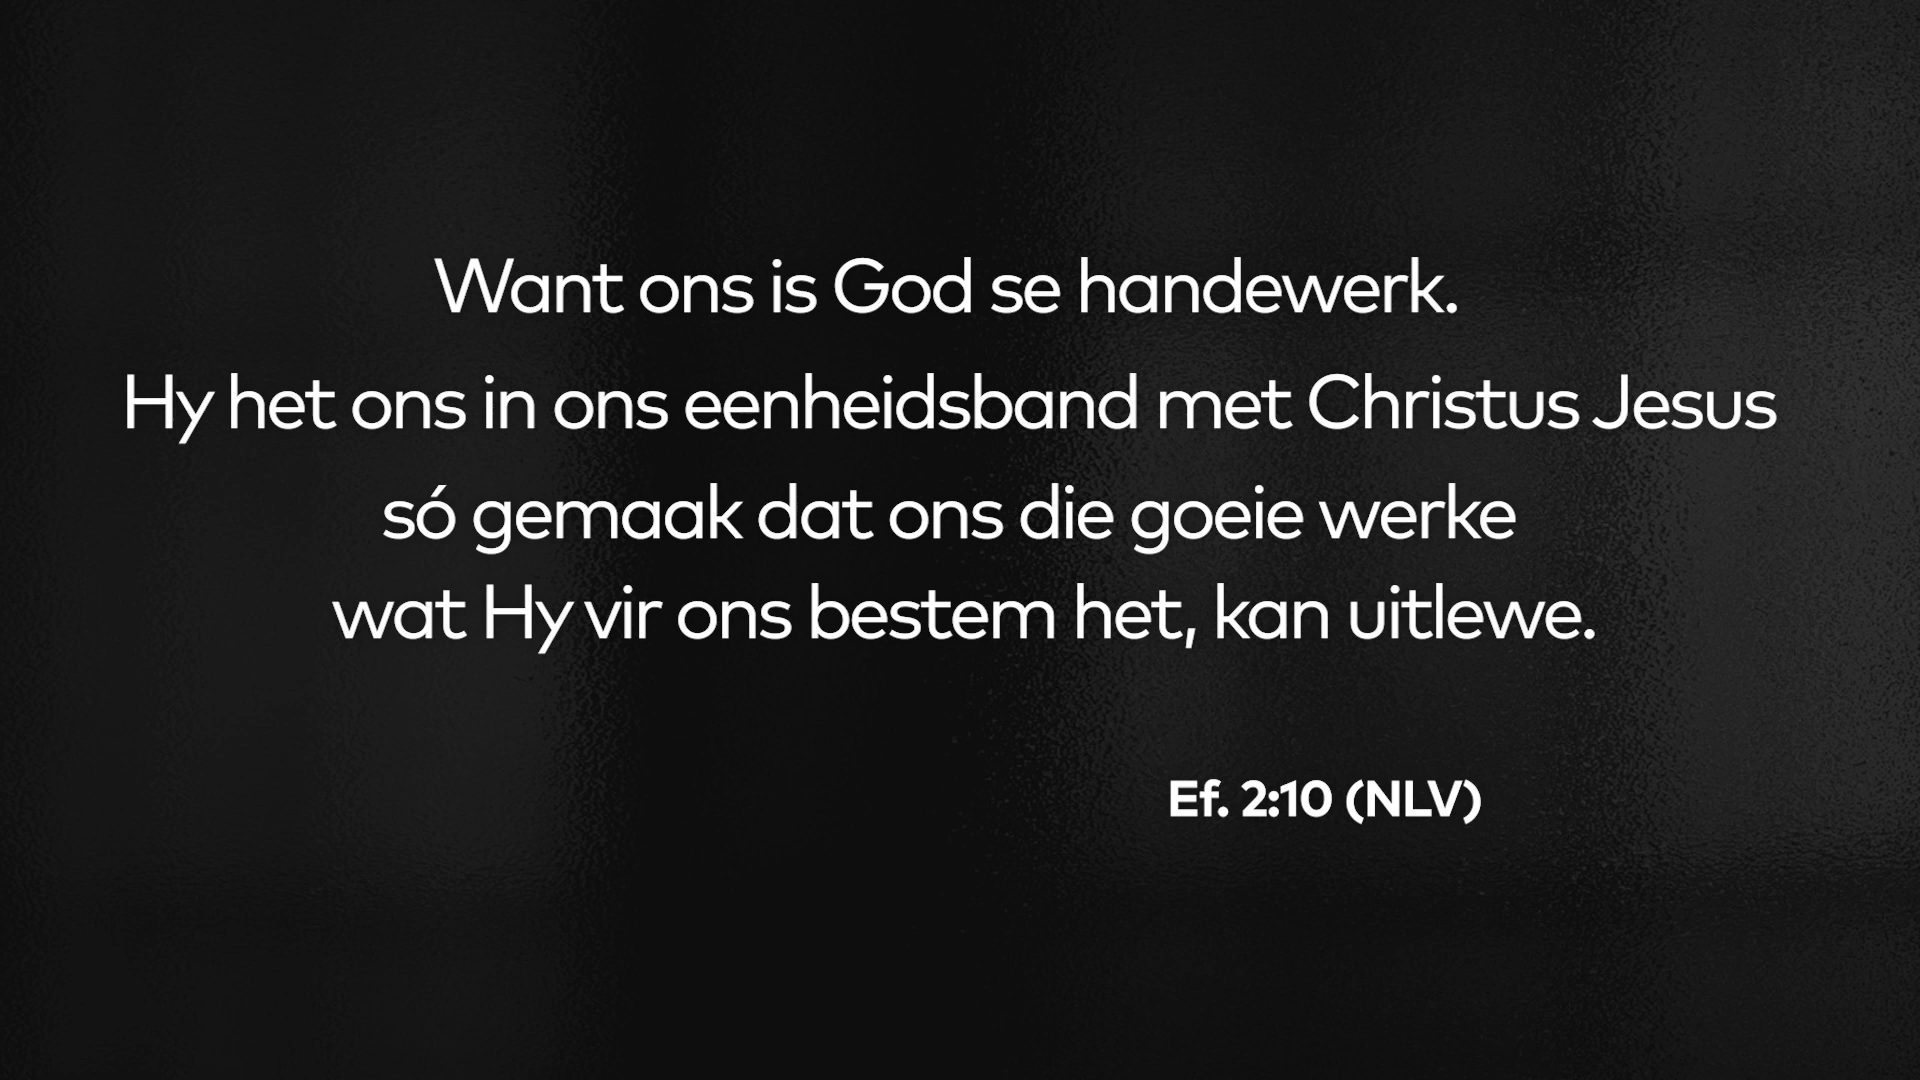 Want ons is God se handewerk.
Hy het ons in ons eenheidsband met Christus Jesus
só gemaak dat ons die goeie werke
wat Hy vir ons bestem het, kan uitlewe.
Ef. 2:10 (NLV)